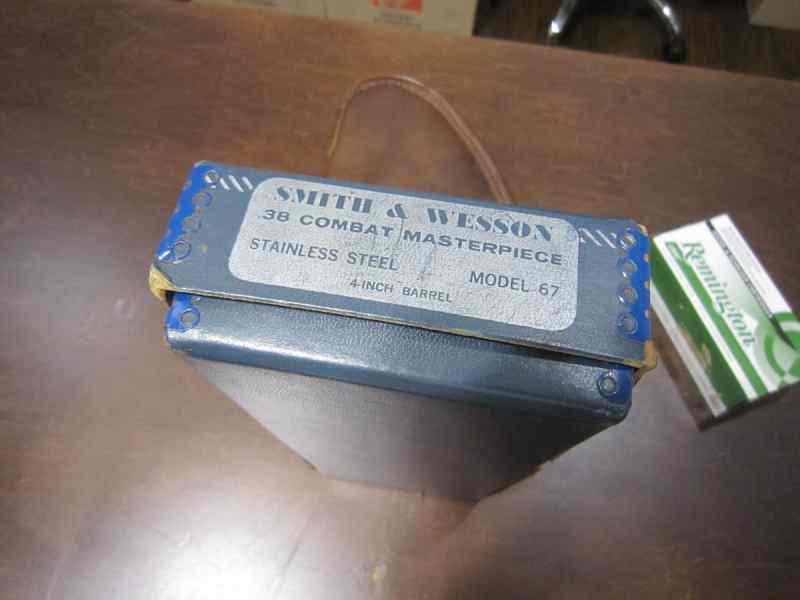 SMITH & WESSON
.38 COMBAT MASTERPIECE
STAINLESS STEEL MODEL 67
4-INCH BARREL
Remington